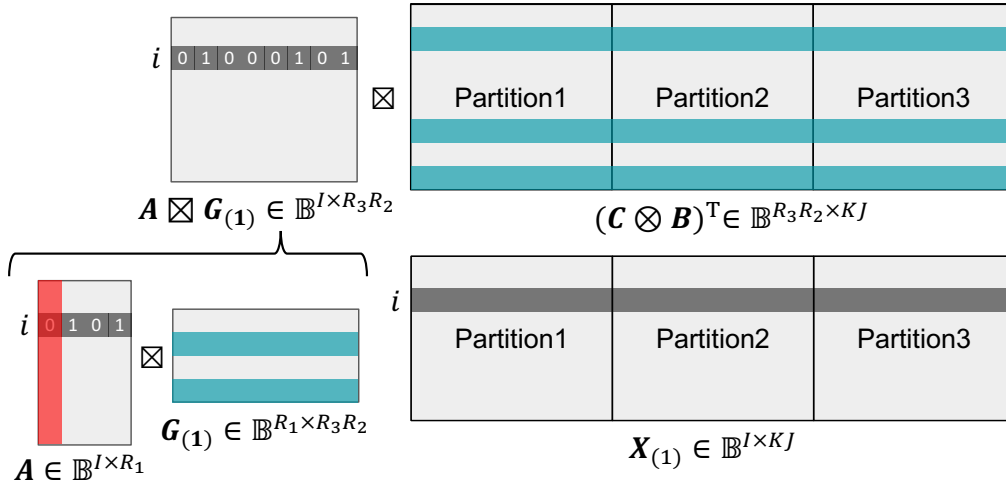 i 0 1 0 0 0 1 0 1
⊠
Partition1 Partition2 Partition3
A ⊠ G₍₁₎ ∈ 𝔹^{I×R₃R₂}
(C ⊗ B)ᵀ ∈ 𝔹^{R₃R₂×KJ}
i 0 1 0 1
⊠
G₍₁₎ ∈ 𝔹^{R₁×R₃R₂}
A ∈ 𝔹^{I×R₁}
i
Partition1 Partition2 Partition3
X₍₁₎ ∈ 𝔹^{I×KJ}